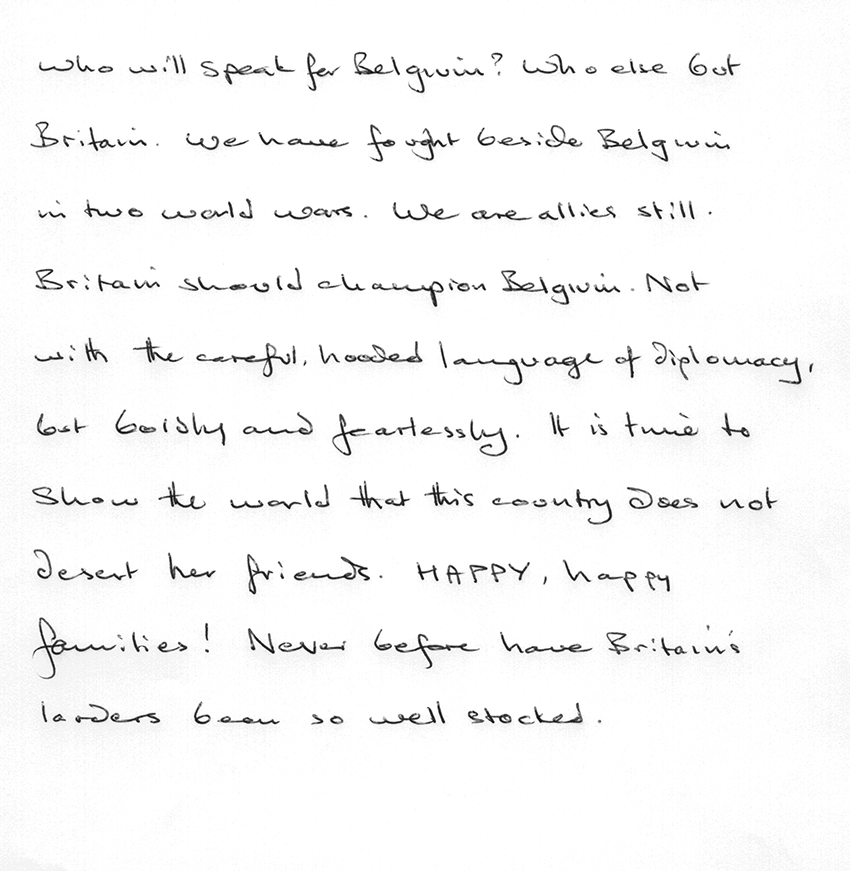 who will speak for Belgium? Who else but
Britain. We have fought beside Belgium
in two world wars. We are allies still.
Britain should champion Belgium. Not
with the careful, hooded language of diplomacy,
but boldly and fearlessly. It is time to
show the world that this country does not
desert her friends. HAPPY, happy
families! Never before have Britain's
larders been so well stocked.